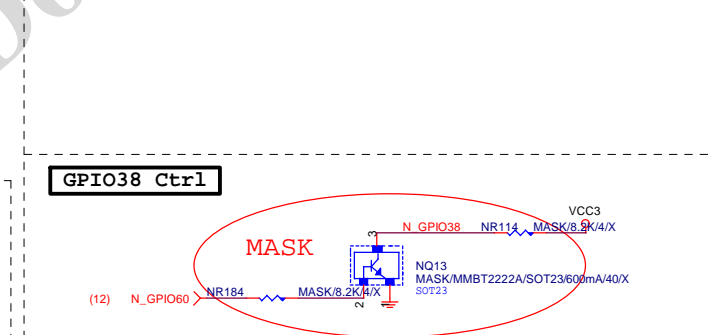 GPIO38 Ctrl
VCC3
3
N_GPIO38
NR114
MASK/8.2K/4/X
MASK
NQ13
MASK/MMBT2222A/SOT23/600mA/40/X
SOT23
(12)
N_GPIO60
NR184
MASK/8.2K/4/X
2